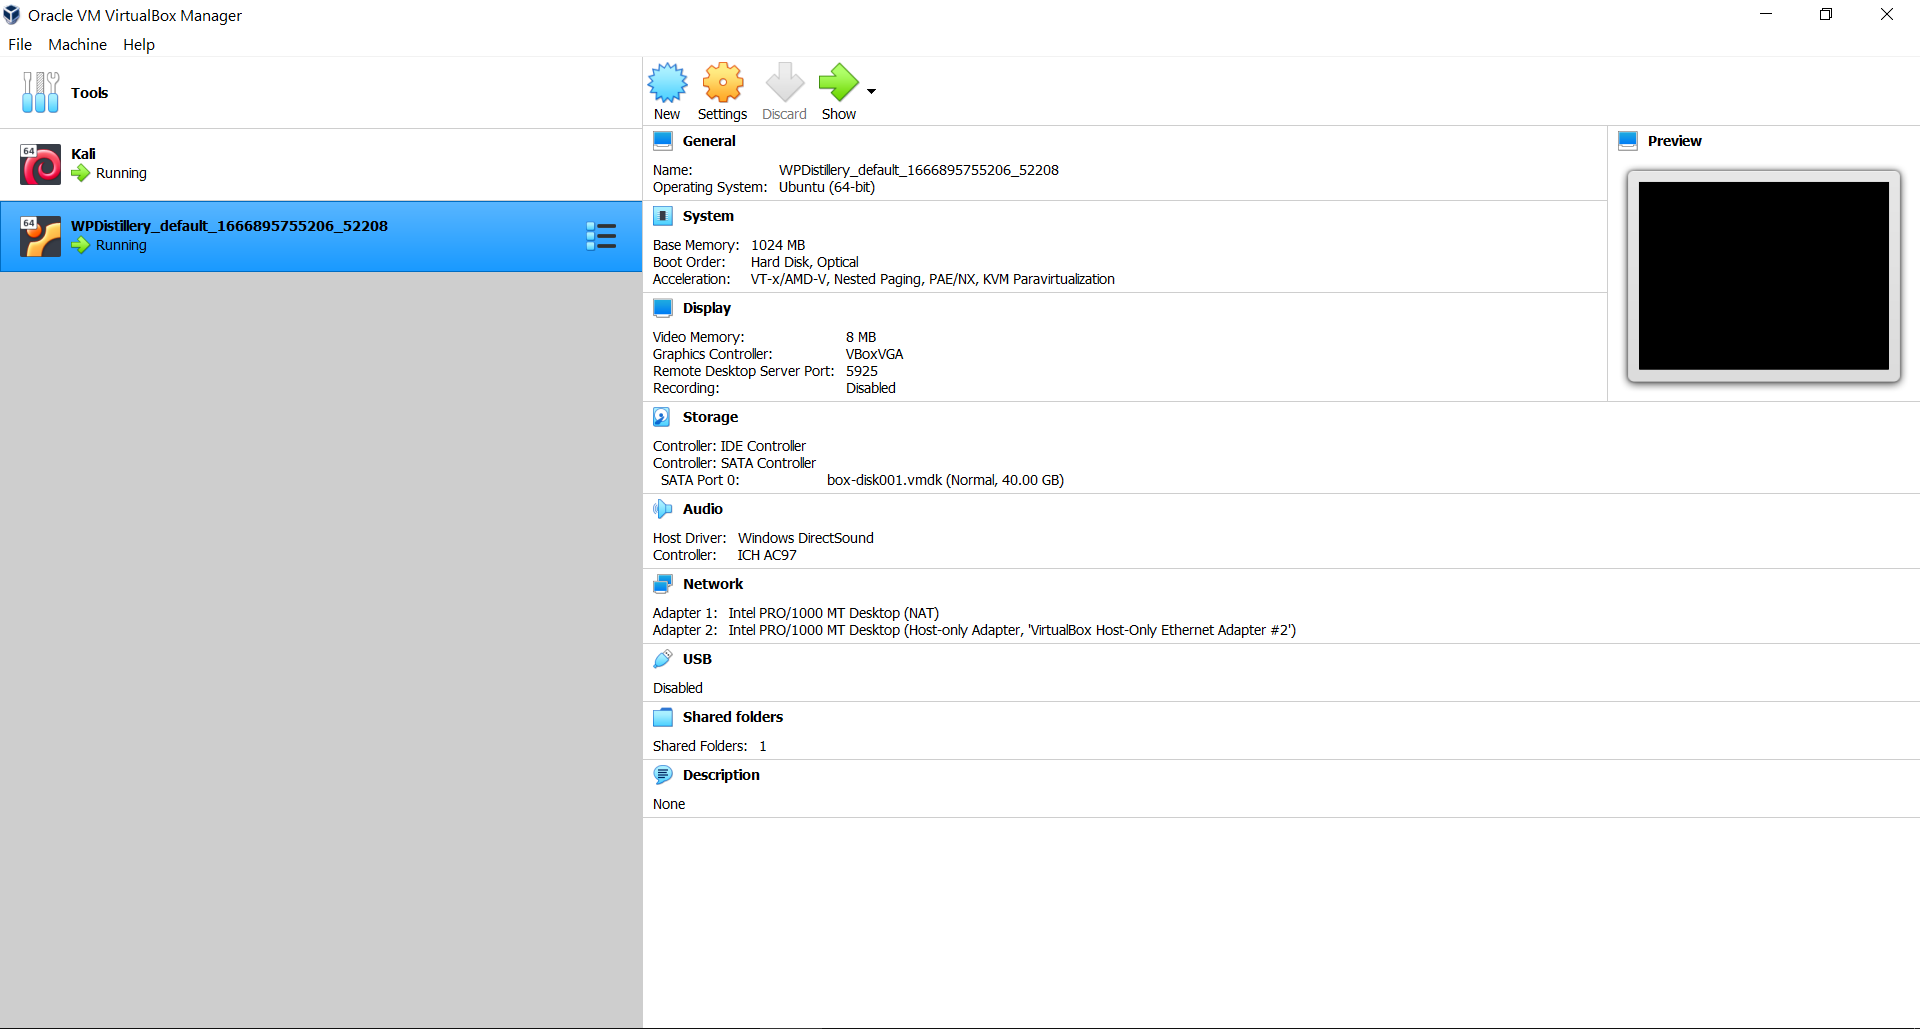 Oracle VM VirtualBox Manager
File Machine Help
Tools
64
Kali
Running
64
WPDistillery_default_1666895755206_52208
Running
New Settings Discard Show
General
Name: WPDistillery_default_1666895755206_52208
Operating System: Ubuntu (64-bit)
System
Base Memory: 1024 MB
Boot Order: Hard Disk, Optical
Acceleration: VT-x/AMD-V, Nested Paging, PAE/NX, KVM Paravirtualization
Display
Video Memory: 8 MB
Graphics Controller: VBoxVGA
Remote Desktop Server Port: 5925
Recording: Disabled
Preview
Storage
Controller: IDE Controller
Controller: SATA Controller
SATA Port 0: box-disk001.vmdk (Normal, 40.00 GB)
Audio
Host Driver: Windows DirectSound
Controller: ICH AC97
Network
Adapter 1: Intel PRO/1000 MT Desktop (NAT)
Adapter 2: Intel PRO/1000 MT Desktop (Host-only Adapter, 'VirtualBox Host-Only Ethernet Adapter #2')
USB
Disabled
Shared folders
Shared Folders: 1
Description
None